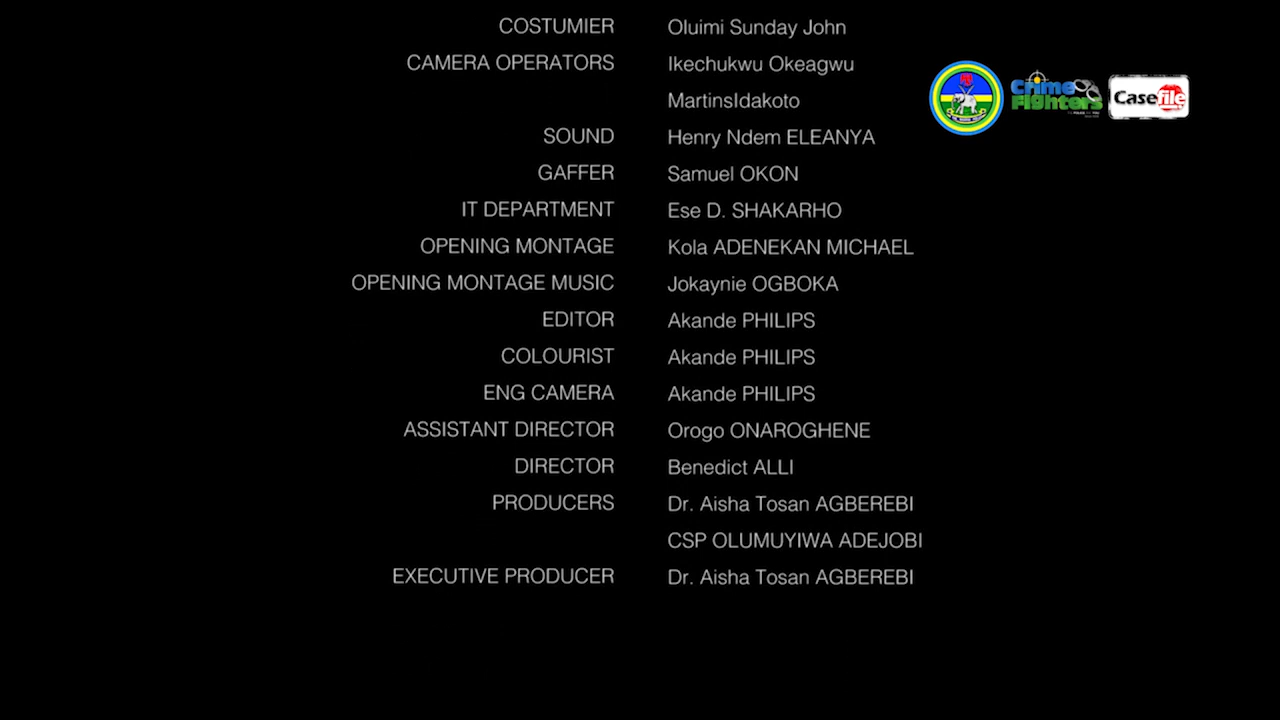 COSTUMIER Oluimi Sunday John
CAMERA OPERATORS Ikechukwu Okeagwu
MartinsIdakoto
SOUND Henry Ndem ELEANYA
GAFFER Samuel OKON
IT DEPARTMENT Ese D. SHAKARHO
OPENING MONTAGE Kola ADENEKAN MICHAEL
OPENING MONTAGE MUSIC Jokaynie OGBOKA
EDITOR Akande PHILIPS
COLOURIST Akande PHILIPS
ENG CAMERA Akande PHILIPS
ASSISTANT DIRECTOR Orogo ONAROGHENE
DIRECTOR Benedict ALLI
PRODUCERS Dr. Aisha Tosan AGBEREBI
CSP OLUMUYIWA ADEJOBI
EXECUTIVE PRODUCER Dr. Aisha Tosan AGBEREBI
Crime
Fighters
Casefile